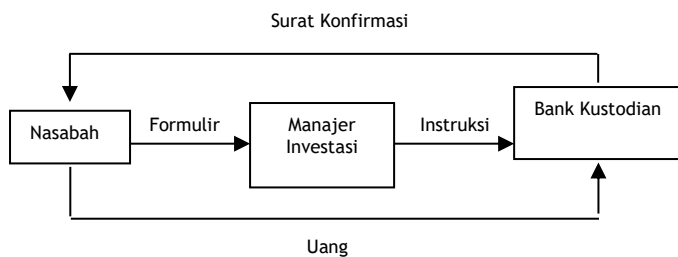 Surat Konfirmasi
Nasabah
Formulir
Manajer
Investasi
Instruksi
Bank Kustodian
Uang